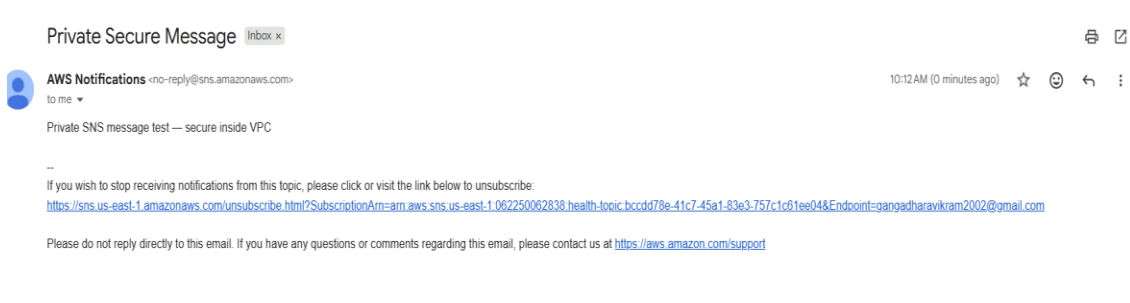 Private Secure Message Inbox x
AWS Notifications <no-reply@sns.amazonaws.com> 10:12 AM (0 minutes ago)
to me
Private SNS message test — secure inside VPC
--
If you wish to stop receiving notifications from this topic, please click or visit the link below to unsubscribe:
https://sns.us-east-1.amazonaws.com/unsubscribe.html?SubscriptionArn=arn:aws:sns:us-east-1:062250062838:health-topic:bccdd78e-41c7-45a1-83e3-757c1c61ee04&Endpoint=gangadharavikram2002@gmail.com
Please do not reply directly to this email. If you have any questions or comments regarding this email, please contact us at https://aws.amazon.com/support